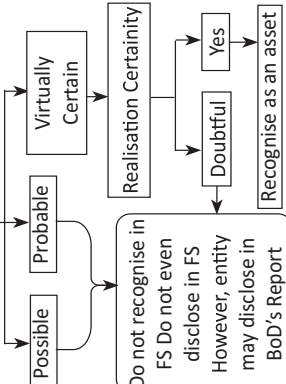 Possible
Probable
Virtually
Certain
Realisation Certainity
Doubtful
Yes
Do not recognise in
FS Do not even
disclose in FS
However, entity
may disclose in
BoD's Report
Recognise as an asset